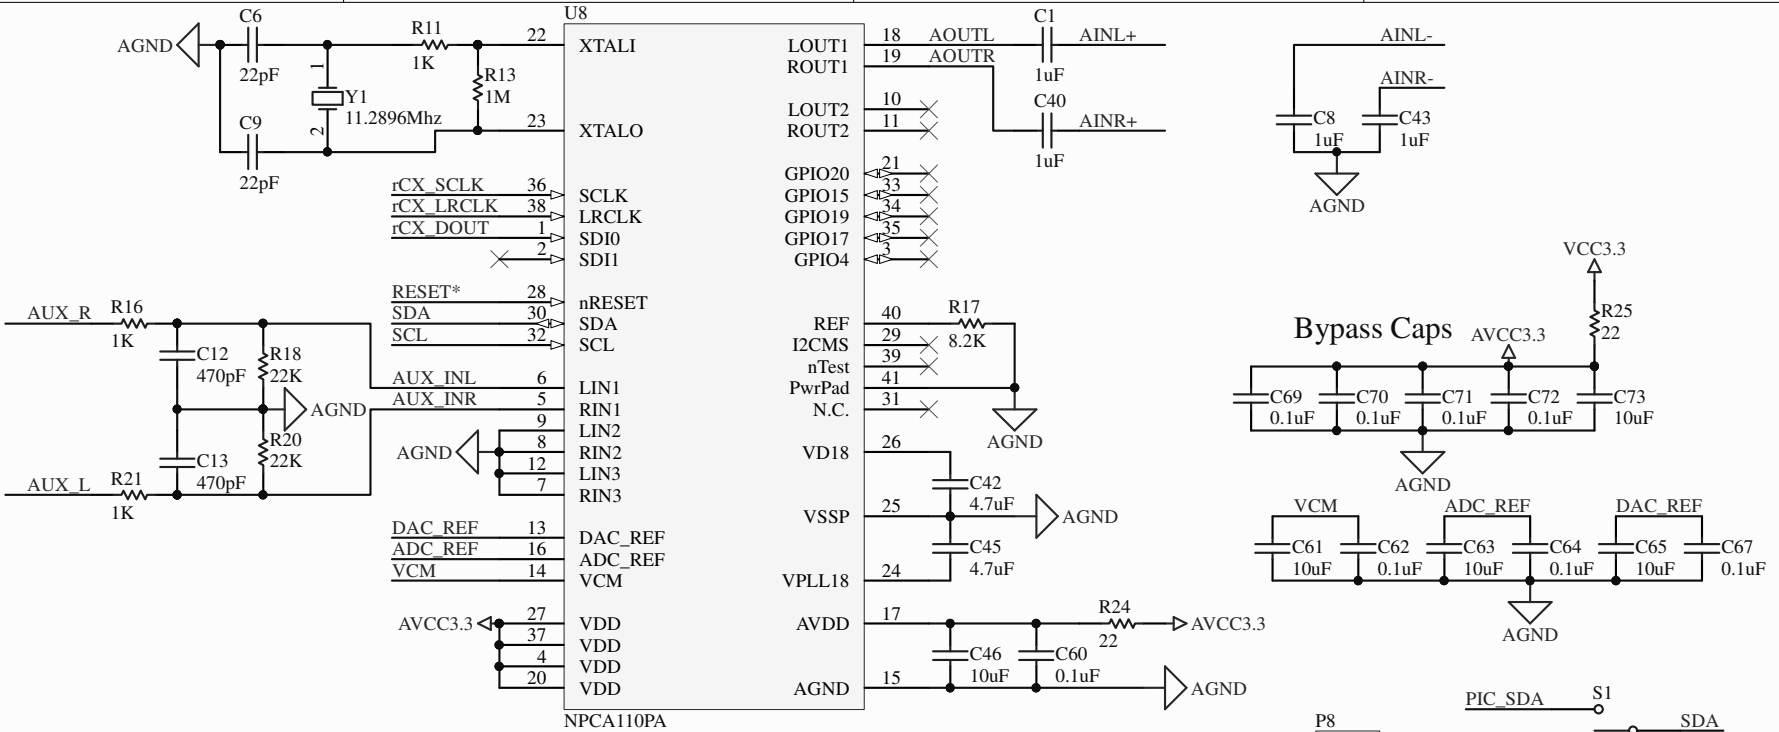 U8
C6
AGND
22pF
R11
1K
R13
1M
1
Y1
11.2896Mhz
2
C9
22pF
22 XTALI
23 XTALO
rCX_SCLK 36 SCLK
rCX_LRCLK 38 LRCLK
rCX_DOUT 1 SDI0
2 SDI1
RESET* 28 nRESET
SDA 30 SDA
SCL 32 SCL
AUX_R
R16
1K
C12
470pF
R18
22K
AGND
R20
22K
C13
470pF
AUX_L
R21
1K
AUX_INL 6 LIN1
AUX_INR 5 RIN1
9 LIN2
AGND 8 RIN2
12 LIN3
7 RIN3
DAC_REF 13 DAC_REF
ADC_REF 16 ADC_REF
VCM 14 VCM
AVCC3.3 27 VDD
37 VDD
4 VDD
20 VDD
NPCA110PA
LOUT1 18 AOUTL
ROUT1 19 AOUTR
C1
1uF
AINL+
C40
1uF
AINR+
LOUT2 10
ROUT2 11
GPIO20 21
GPIO15 33
GPIO19 34
GPIO17 35
GPIO4 3
REF 40
R17
8.2K
I2CMS 29
nTest 39
PwrPad 41
N.C. 31
AGND
VD18 26
C42
4.7uF
VSSP 25
AGND
C45
4.7uF
VPLL18 24
AVDD 17
R24
22
AVCC3.3
C46
10uF
C60
0.1uF
AGND 15
AGND
AINL-
AINR-
C8
1uF
C43
1uF
AGND
VCC3.3
R25
22
Bypass Caps
AVCC3.3
C69
0.1uF
C70
0.1uF
C71
0.1uF
C72
0.1uF
C73
10uF
AGND
VCM
ADC_REF
DAC_REF
C61
10uF
C62
0.1uF
C63
10uF
C64
0.1uF
C65
10uF
C67
0.1uF
AGND
PIC_SDA
S1
P8
SDA